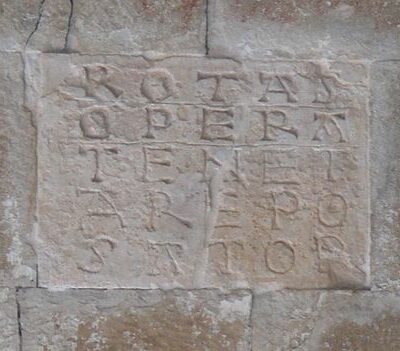 ROTAS
OPERA
TENET
AREPO
SATOR